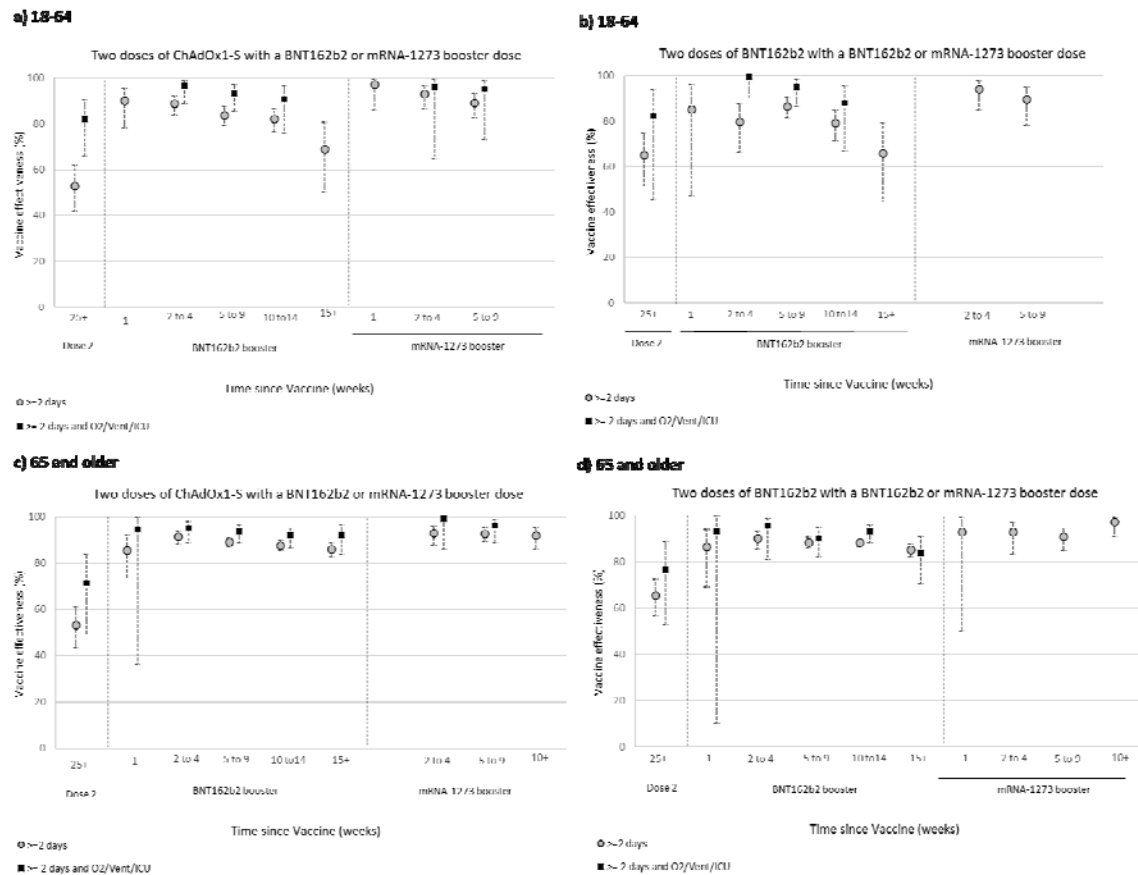 a) 18-64
Two doses of ChAdOx1-S with a BNT162b2 or mRNA-1273 booster dose
Vaccine effectiveness (%)
100
80
60
40
20
0
25+ 1 2 to 4 5 to 9 10 to14 15+ 1 2 to 4 5 to 9
Dose 2 BNT162b2 booster mRNA-1273 booster
Time since Vaccine (weeks)
>=2 days
>= 2 days and O2/Vent/ICU
b) 18-64
Two doses of BNT162b2 with a BNT162b2 or mRNA-1273 booster dose
Vaccine effectiveness (%)
100
80
60
40
20
0
25+ 1 2 to 4 5 to 9 10 to14 15+ 2 to 4 5 to 9
Dose 2 BNT162b2 booster mRNA-1273 booster
Time since Vaccine (weeks)
>=2 days
>= 2 days and O2/Vent/ICU
c) 65 and older
Two doses of ChAdOx1-S with a BNT162b2 or mRNA-1273 booster dose
Vaccine effectiveness (%)
100
80
60
40
20
0
25+ 1 2 to 4 5 to 9 10 to14 15+ 2 to 4 5 to 9 10+
Dose 2 BNT162b2 booster mRNA-1273 booster
Time since Vaccine (weeks)
>=2 days
>= 2 days and O2/Vent/ICU
d) 65 and older
Two doses of BNT162b2 with a BNT162b2 or mRNA-1273 booster dose
Vaccine effectiveness (%)
100
80
60
40
20
0
25+ 1 2 to 4 5 to 9 10 to14 15+ 1 2 to 4 5 to 9 10+
Dose 2 BNT162b2 booster mRNA-1273 booster
Time since Vaccine (weeks)
>=2 days
>= 2 days and O2/Vent/ICU